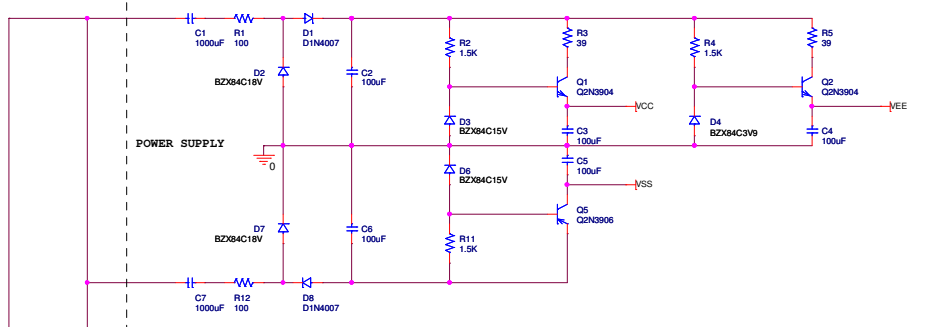 C1
1000uF
R1
100
D1
D1N4007
D2
BZX84C18V
C2
100uF
R2
1.5K
R3
39
R4
1.5K
R5
39
Q1
Q2N3904
Q2
Q2N3904
VCC
VEE
D3
BZX84C15V
C3
100uF
D4
BZX84C3V9
C4
100uF
POWER SUPPLY
0
D6
BZX84C15V
C5
100uF
VSS
D7
BZX84C18V
C6
100uF
Q5
Q2N3906
R11
1.5K
C7
1000uF
R12
100
D8
D1N4007